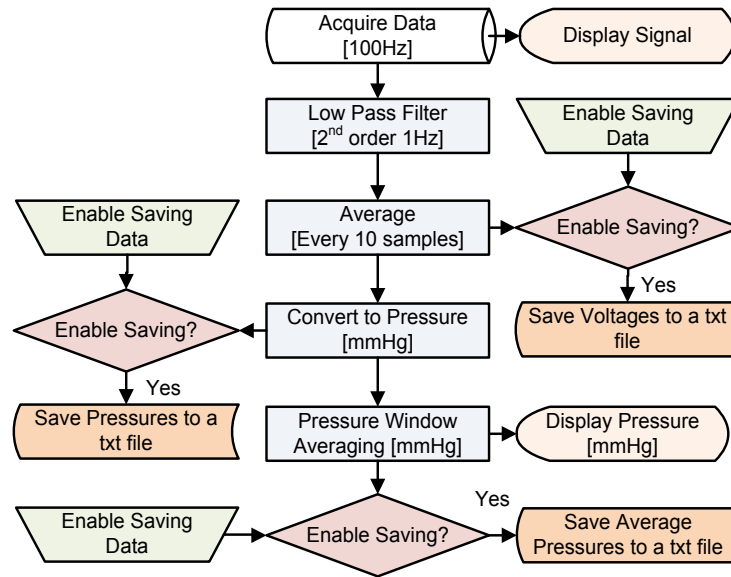 Acquire Data
[100Hz]
Display Signal
Low Pass Filter
[2nd order 1Hz]
Enable Saving
Data
Enable Saving
Data
Average
[Every 10 samples]
Enable Saving?
Yes
Enable Saving?
Convert to Pressure
[mmHg]
Save Voltages to a txt
file
Yes
Save Pressures to a
txt file
Pressure Window
Averaging [mmHg]
Display Pressure
[mmHg]
Enable Saving
Data
Enable Saving?
Yes
Save Average
Pressures to a txt file